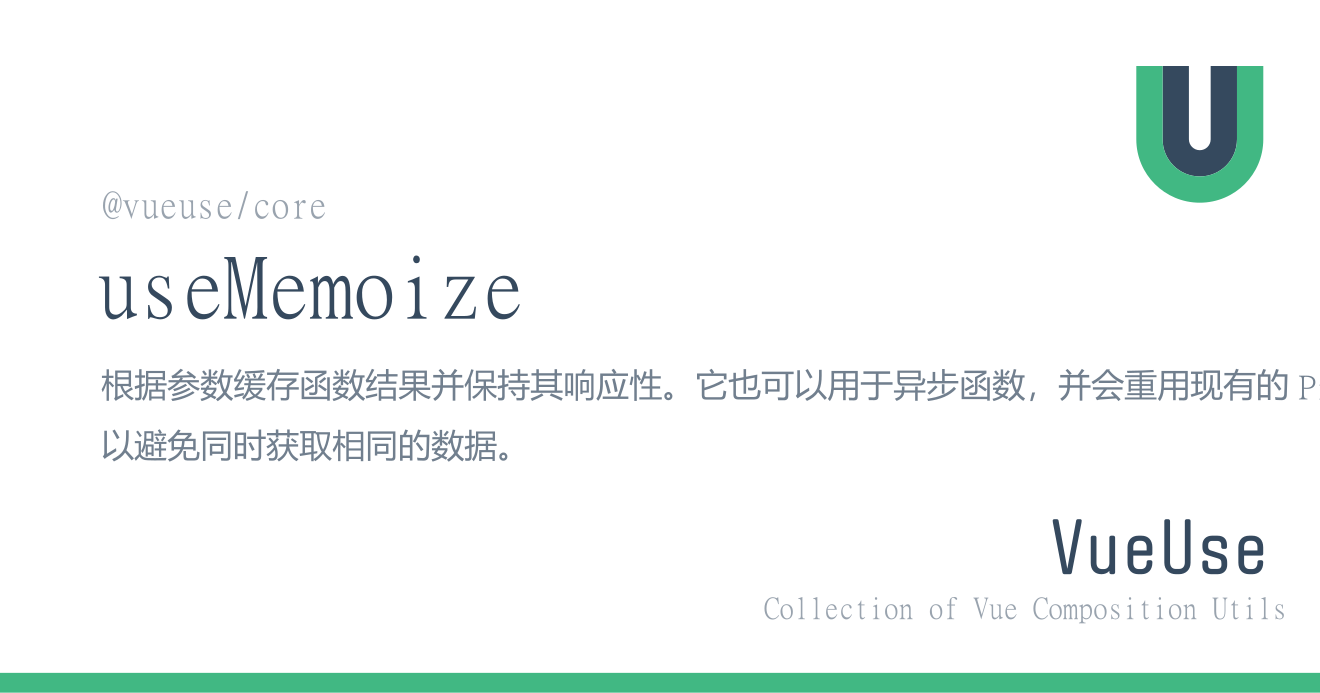 @vueuse/core
useMemoize
根据参数缓存函数结果并保持其响应性。它也可以用于异步函数，并会重用现有的 P
以避免同时获取相同的数据。
VueUse
Collection of Vue Composition Utils